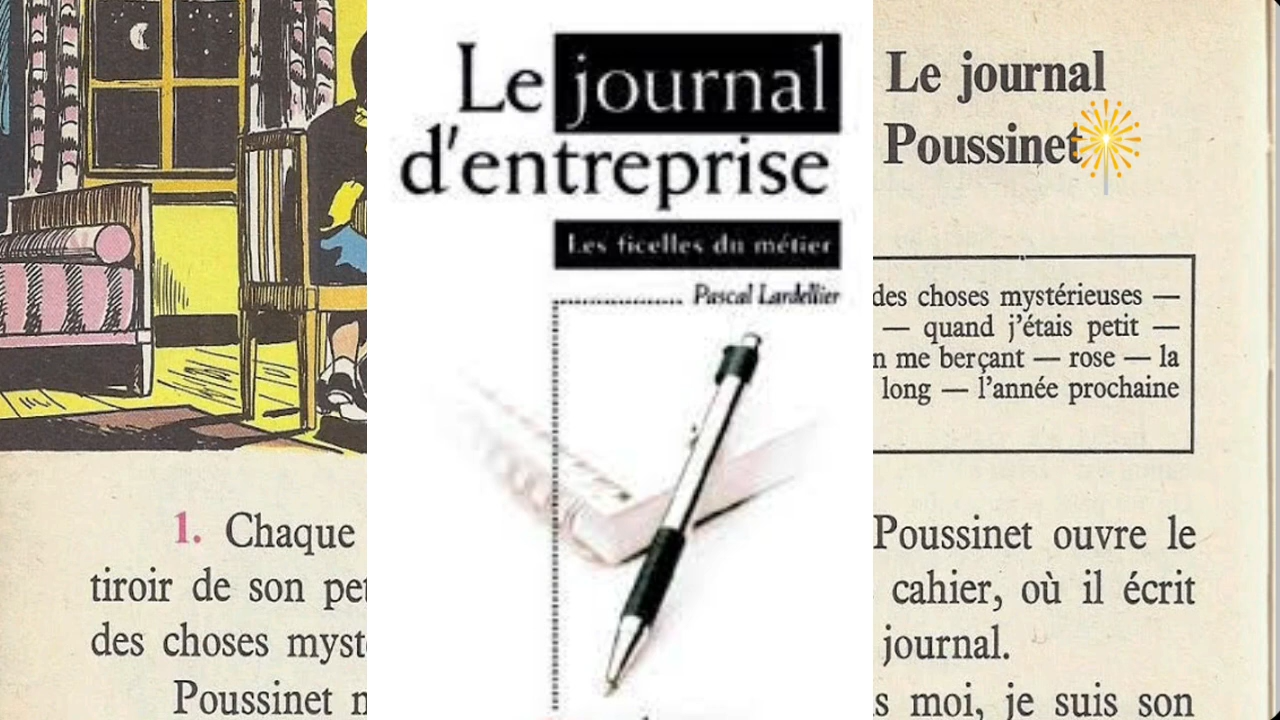 Le journal
d'entreprise
Les ficelles du métier
Pascal Lardellier
Le journal
Poussinet
des choses mystérieuses —
— quand j'étais petit —
me berçant — rose — la
long — l'année prochaine
1. Chaque
tiroir de son
des choses
Poussinet
Poussinet ouvre le
cahier, où il écrit
journal.
moi, je suis son